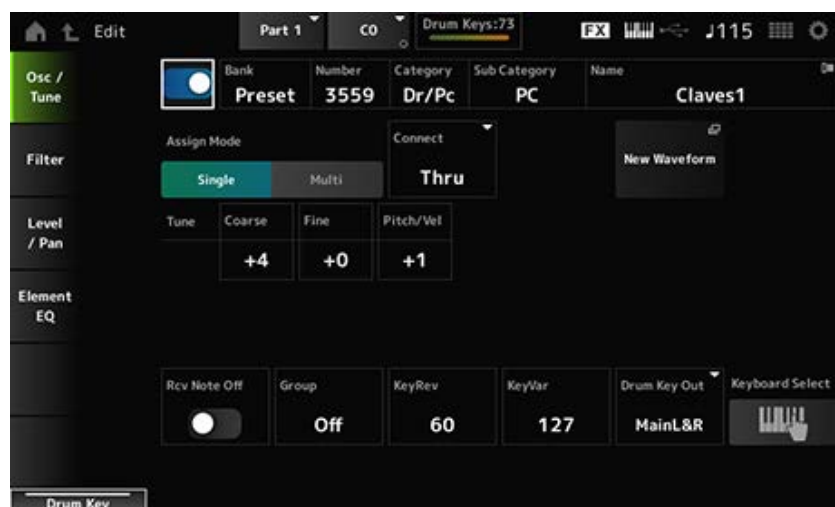 Edit
Part 1
C0
Drum Keys:73
FX
♩115
Osc /
Tune
Bank
Preset
Number
3559
Category
Dr/Pc
Sub Category
PC
Name
Claves1
Filter
Assign Mode
Single
Multi
Connect
Thru
New Waveform
Level
/ Pan
Tune
Coarse
+4
Fine
+0
Pitch/Vel
+1
Element
EQ
Rcv Note Off
Group
Off
KeyRev
60
KeyVar
127
Drum Key Out
MainL&R
Keyboard Select
Drum Key